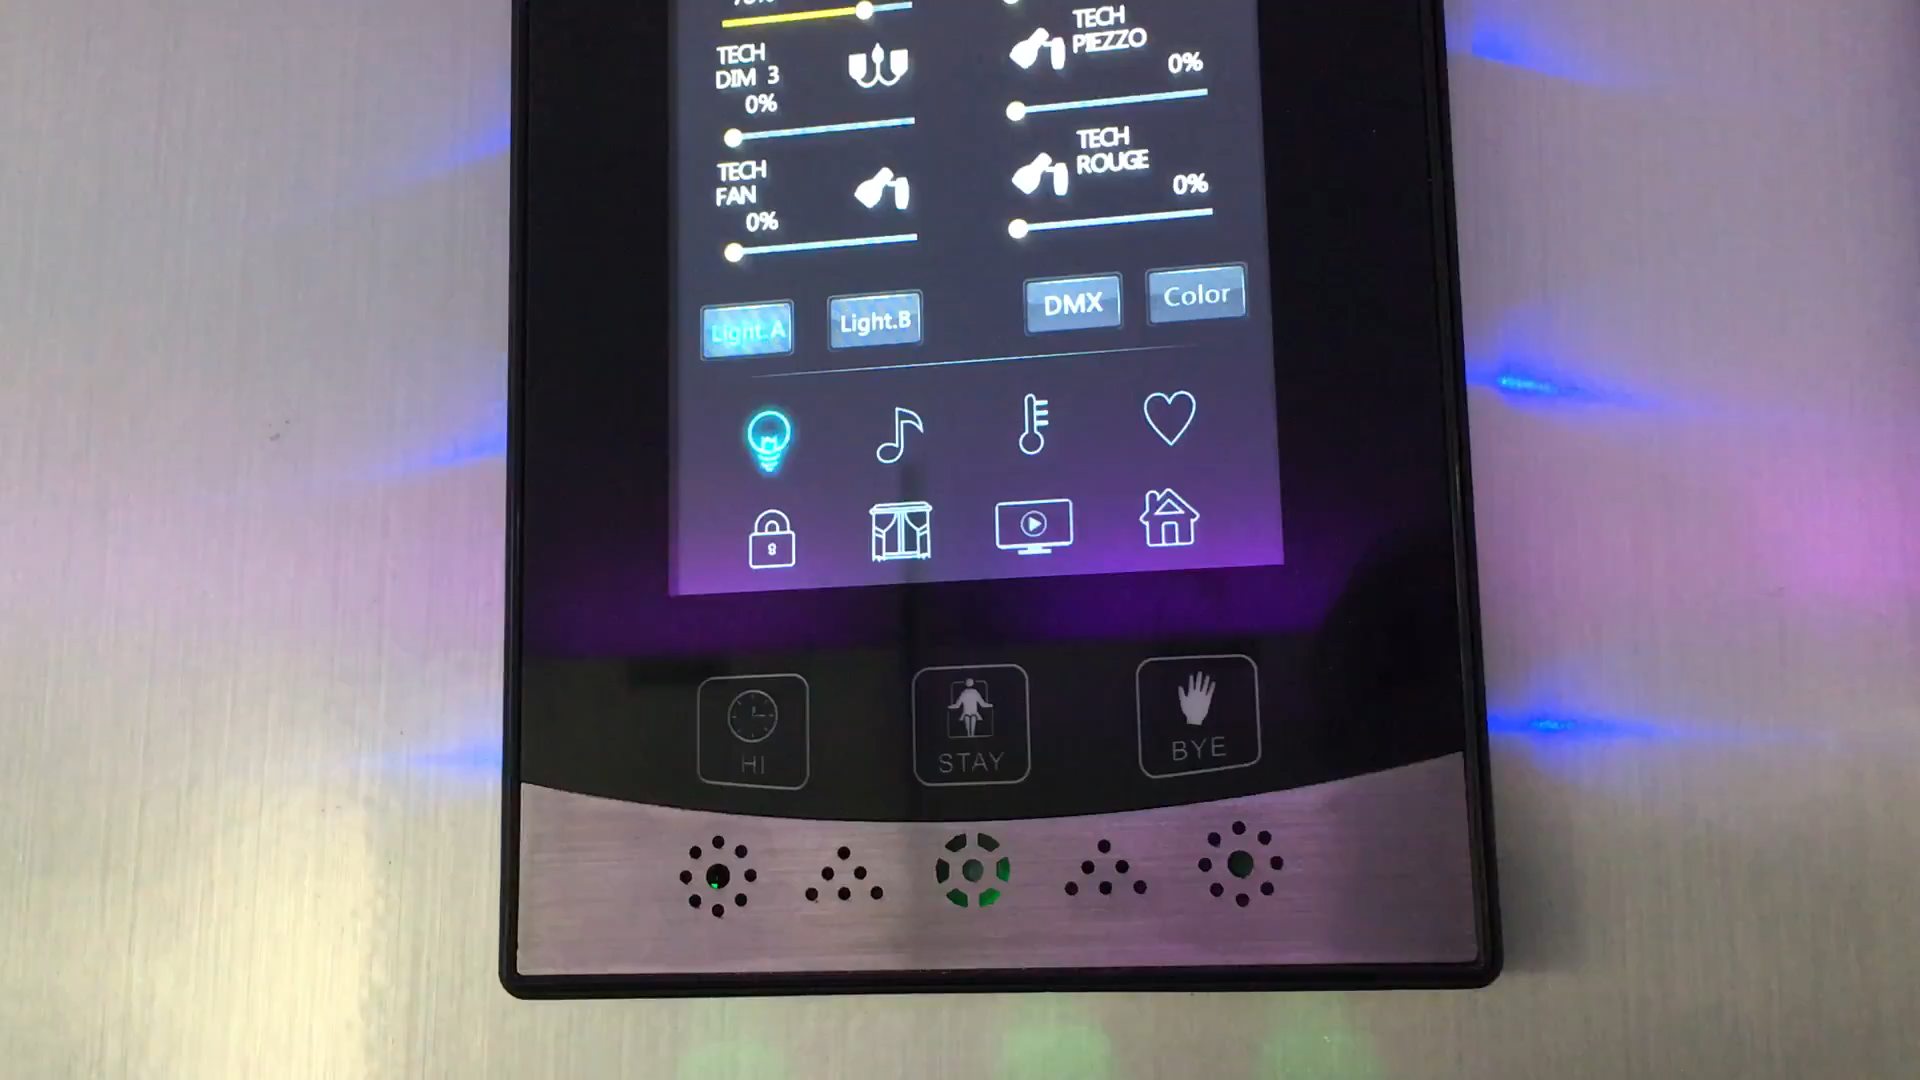 TECH
PIEZZO
0%
TECH
DIM 3
0%
TECH
ROUGE
0%
TECH
FAN
0%
Light.A
Light.B
DMX
Color
HI
STAY
BYE